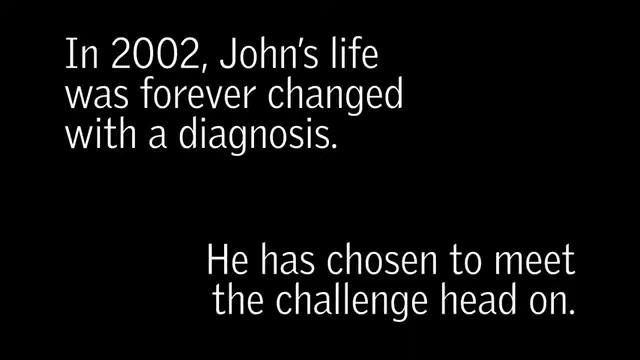 In 2002, John’s life
was forever changed
with a diagnosis.
He has chosen to meet
the challenge head on.